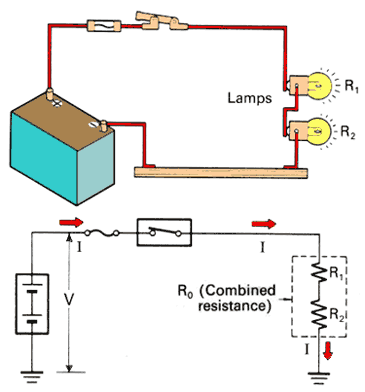 R1
Lamps
R2
I
I
V
R0 (Combined
resistance)
R1
R2
I